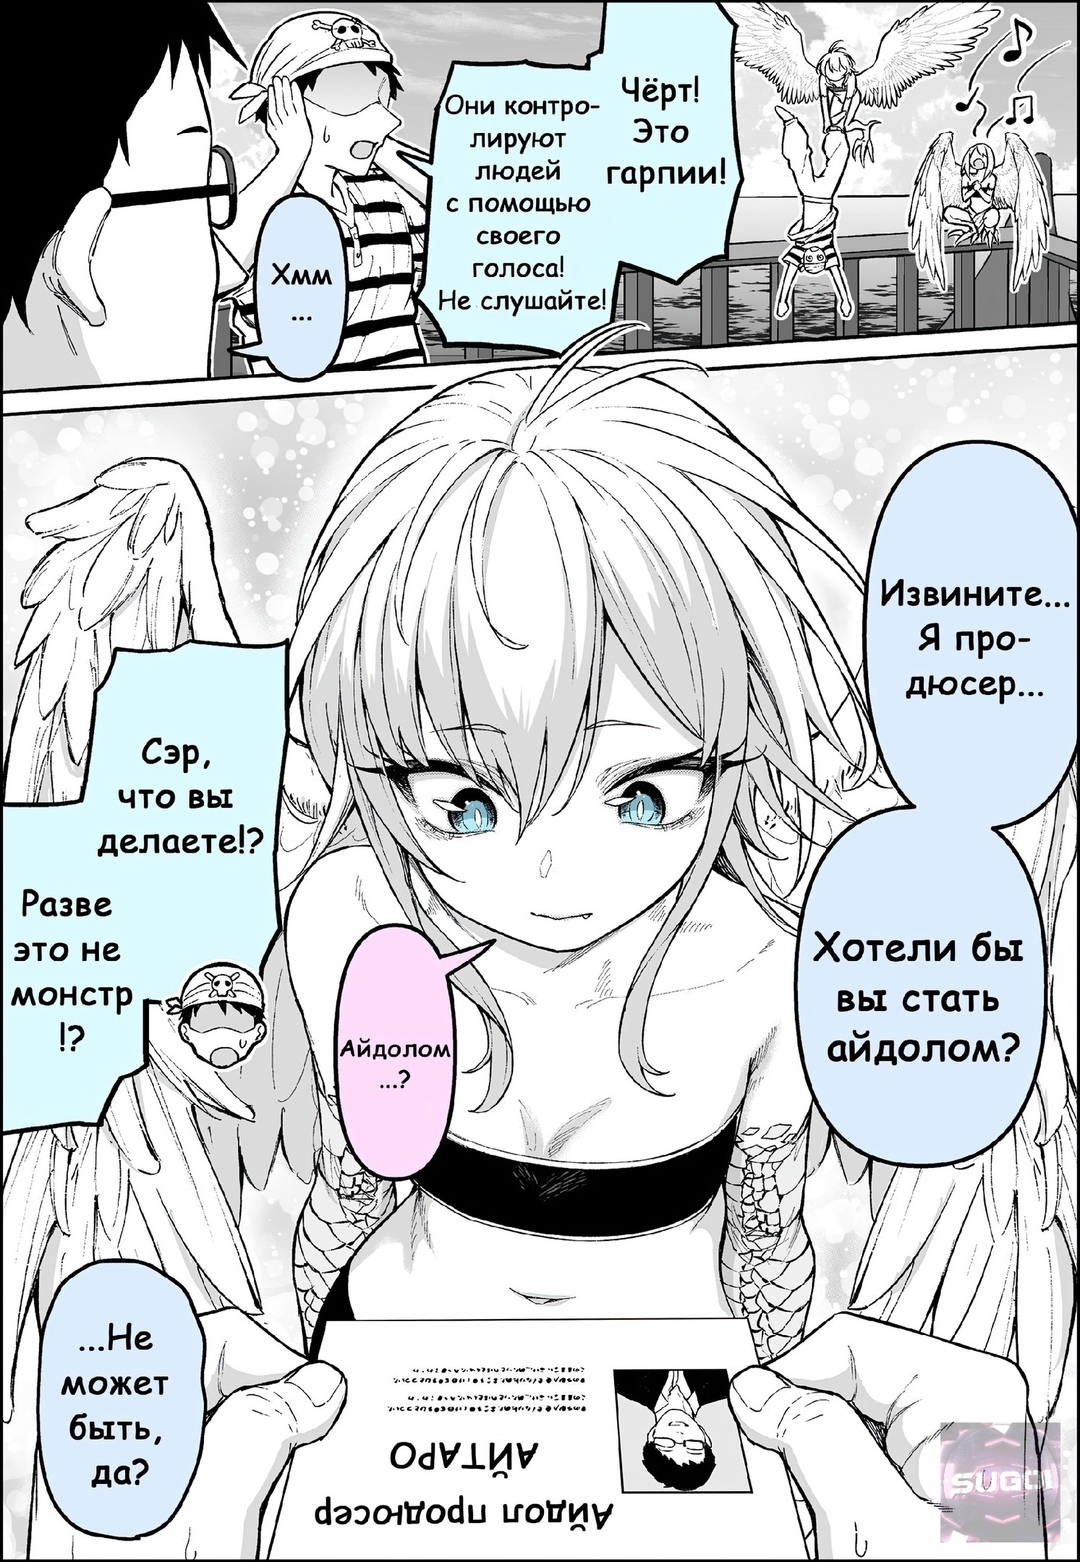 Чёрт!
Это
гарпии!
Они контро-
лируют
людей
с помощью
своего
голоса!
Не слушайте!
Хмм
...
Извините...
Я про-
дюсер...
Хотели бы
вы стать
айдолом?
Айдолом
...?
Сэр,
что вы
делаете!?
Разве
это не
монстр
!?
...Не
может
быть,
да?
Айдол продюсер
АЙТАРО
SUGOI